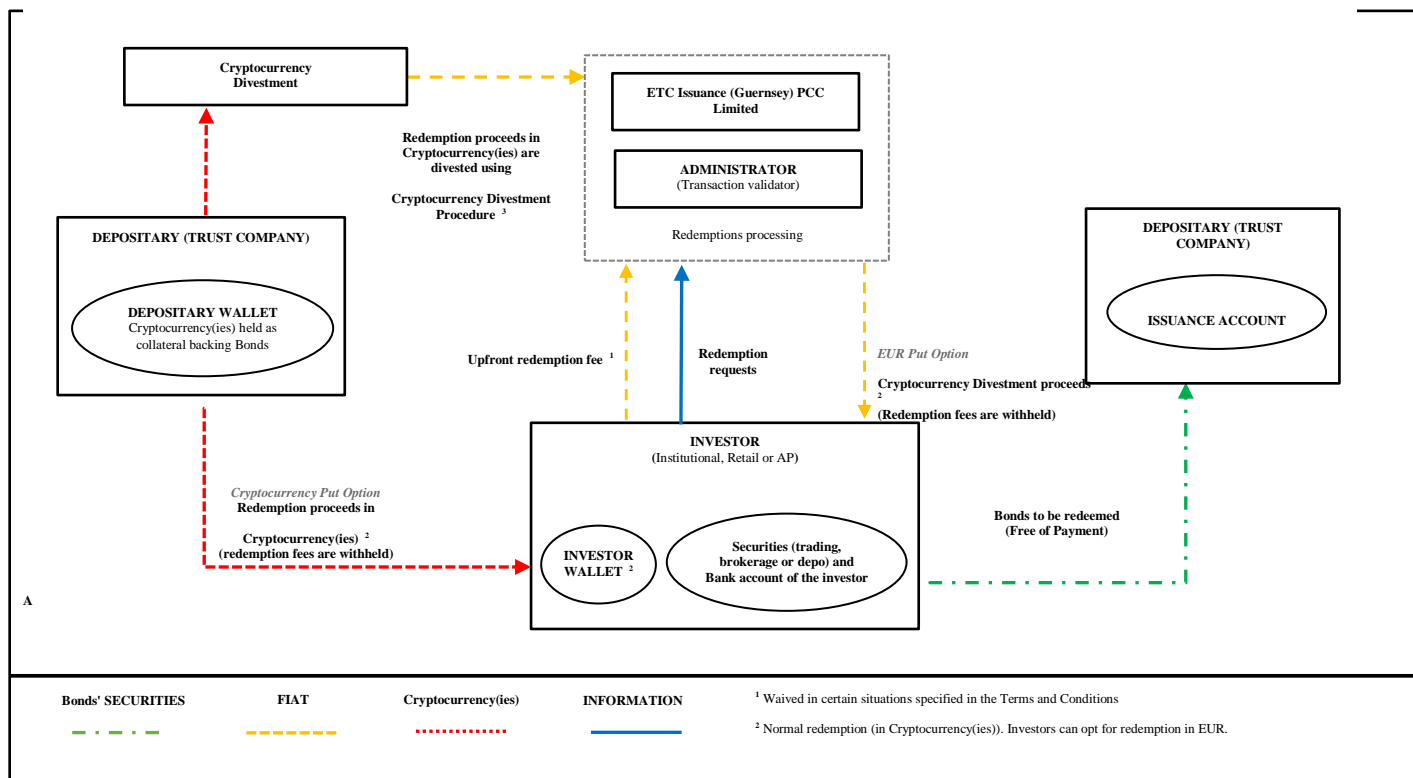 Cryptocurrency
Divestment
ETC Issuance (Guernsey) PCC
Limited
ADMINISTRATOR
(Transaction validator)
Redemptions processing
Redemption proceeds in
Cryptocurrency(ies) are
divested using
Cryptocurrency Divestment
Procedure 3
DEPOSITARY (TRUST COMPANY)
DEPOSITARY WALLET
Cryptocurrency(ies) held as
collateral backing Bonds
DEPOSITARY (TRUST
COMPANY)
ISSUANCE ACCOUNT
Upfront redemption fee 1
Redemption
requests
EUR Put Option
Cryptocurrency Divestment proceeds
2
(Redemption fees are withheld)
INVESTOR
(Institutional, Retail or AP)
Cryptocurrency Put Option
Redemption proceeds in
Cryptocurrency(ies) 2
(redemption fees are withheld)
INVESTOR
WALLET 2
Securities (trading,
brokerage or depo) and
Bank account of the investor
Bonds to be redeemed
(Free of Payment)
A
Bonds' SECURITIES
FIAT
Cryptocurrency(ies)
INFORMATION
1 Waived in certain situations specified in the Terms and Conditions
2 Normal redemption (in Cryptocurrency(ies)). Investors can opt for redemption in EUR.